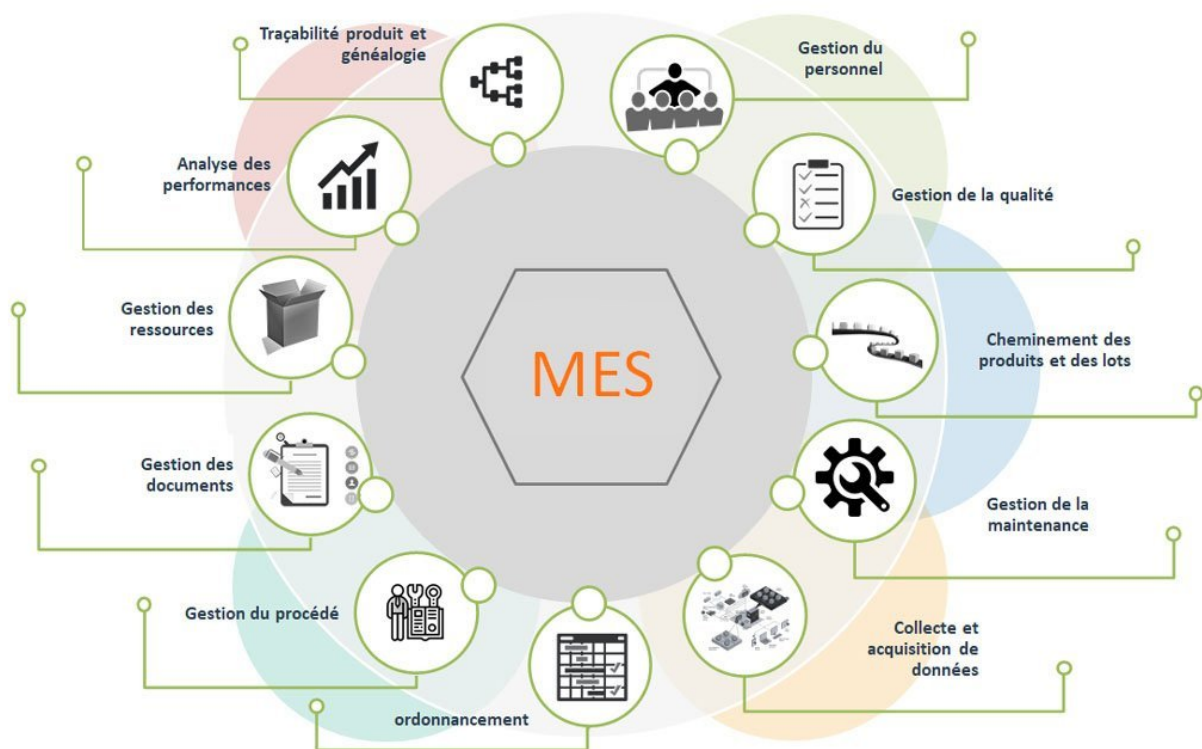 Traçabilité produit et
généalogie
Gestion du
personnel
Analyse des
performances
Gestion de la qualité
Gestion des
ressources
MES
Cheminement des
produits et des lots
Gestion des
documents
Gestion de la
maintenance
Gestion du procédé
Collecte et
acquisition de
données
ordonnancement